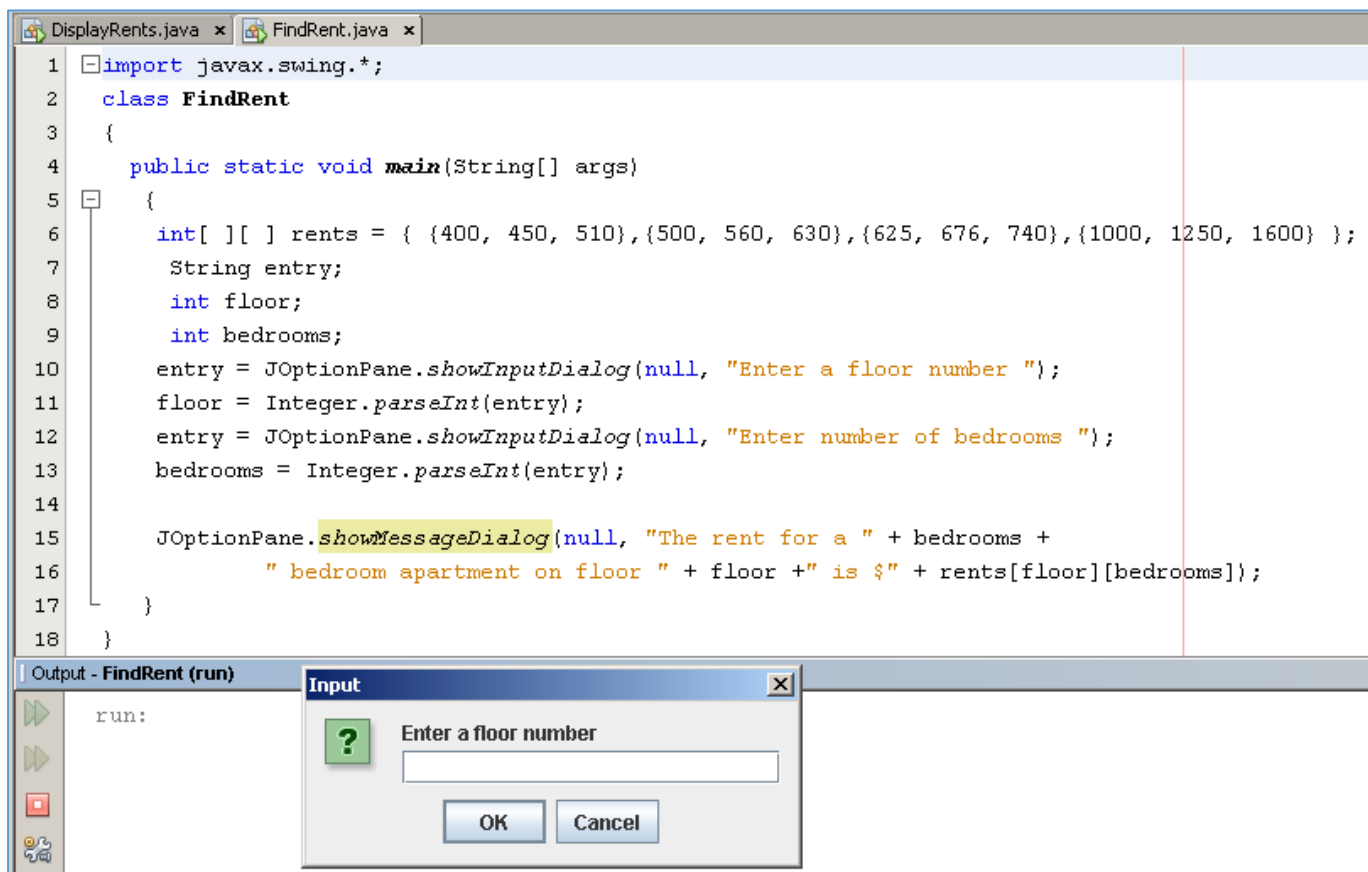 DisplayRents.java x FindRent.java x
1 import javax.swing.*;
2 class FindRent
3 {
4 public static void main(String[] args)
5 {
6 int[ ][ ] rents = { {400, 450, 510},{500, 560, 630},{625, 676, 740},{1000, 1250, 1600} };
7 String entry;
8 int floor;
9 int bedrooms;
10 entry = JOptionPane.showInputDialog(null, "Enter a floor number ");
11 floor = Integer.parseInt(entry);
12 entry = JOptionPane.showInputDialog(null, "Enter number of bedrooms ");
13 bedrooms = Integer.parseInt(entry);
14
15 JOptionPane.showMessageDialog(null, "The rent for a " + bedrooms +
16 " bedroom apartment on floor " + floor +" is $" + rents[floor][bedrooms]);
17 }
18 }
Output - FindRent (run)
run:
Input
? Enter a floor number
OK Cancel